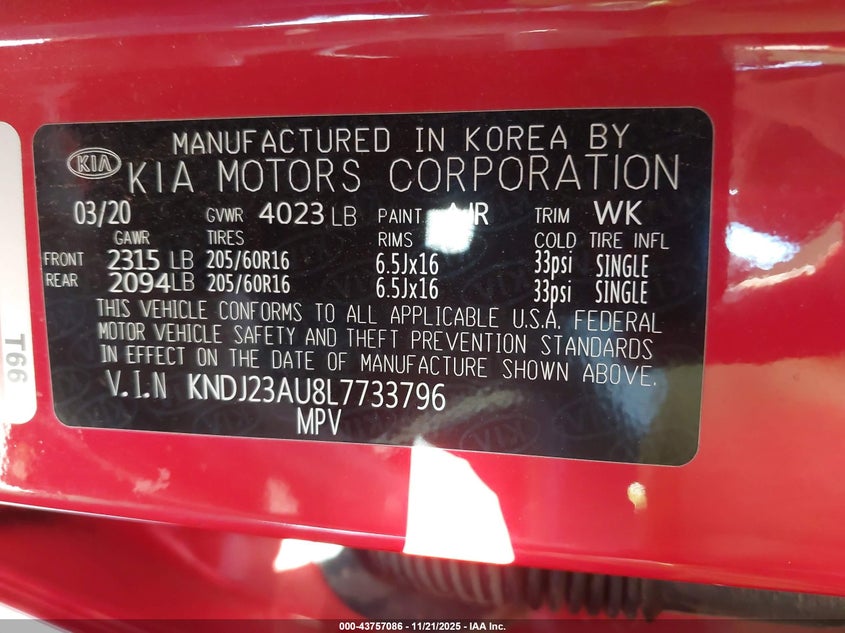 MANUFACTURED IN KOREA BY
KIA KIA MOTORS CORPORATION
03/20 GVWR 4023 LB PAINT TRIM WK
GAWR TIRES RIMS COLD TIRE INFL
FRONT 2315 LB 205/60R16 6.5Jx16 33psi SINGLE
REAR 2094 LB 205/60R16 6.5Jx16 33psi SINGLE
THIS VEHICLE CONFORMS TO ALL APPLICABLE U.S.A. FEDERAL
MOTOR VEHICLE SAFETY AND THEFT PREVENTION STANDARDS
IN EFFECT ON THE DATE OF MANUFACTURE SHOWN ABOVE.
V.I.N KNDJ23AU8L7733796
MPV
T66
000-43757086 - 11/21/2025 - IAA Inc.